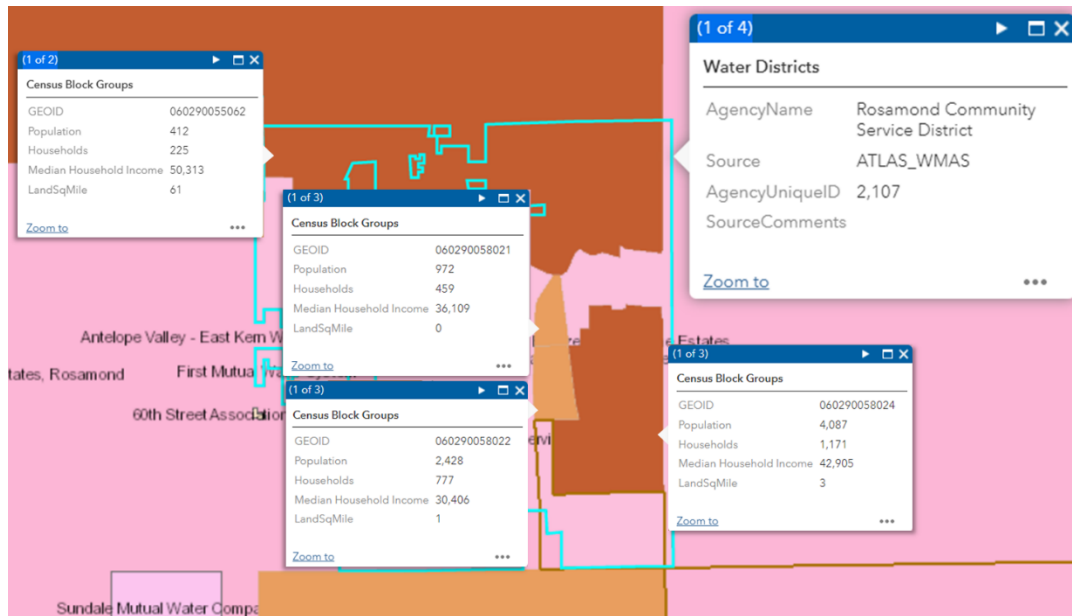 (1 of 2)
Census Block Groups
GEOID 060290055062
Population 412
Households 225
Median Household Income 50,313
LandSqMile 61
Zoom to
(1 of 4)
Water Districts
AgencyName Rosamond Community
Service District
Source ATLAS_WMAS
AgencyUniqueID 2,107
SourceComments
Zoom to
(1 of 3)
Census Block Groups
GEOID 060290058021
Population 972
Households 459
Median Household Income 36,109
LandSqMile 0
Zoom to
Antelope Valley - East Kern W
Estates
tates, Rosamond
First Mutual Wa
60th Street Association
(1 of 3)
Census Block Groups
GEOID 060290058022
Population 2,428
Households 777
Median Household Income 30,406
LandSqMile 1
Zoom to
ervi
(1 of 3)
Census Block Groups
GEOID 060290058024
Population 4,087
Households 1,171
Median Household Income 42,905
LandSqMile 3
Zoom to
Sundale Mutual Water Compa